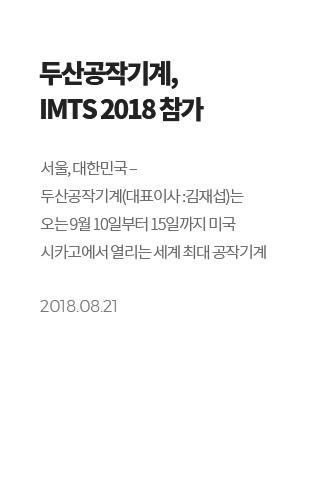 두산공작기계,
IMTS 2018 참가
서울, 대한민국 –
두산공작기계(대표이사 :김재섭)는
오는 9월 10일부터 15일까지 미국
시카고에서 열리는 세계 최대 공작기계
2018.08.21